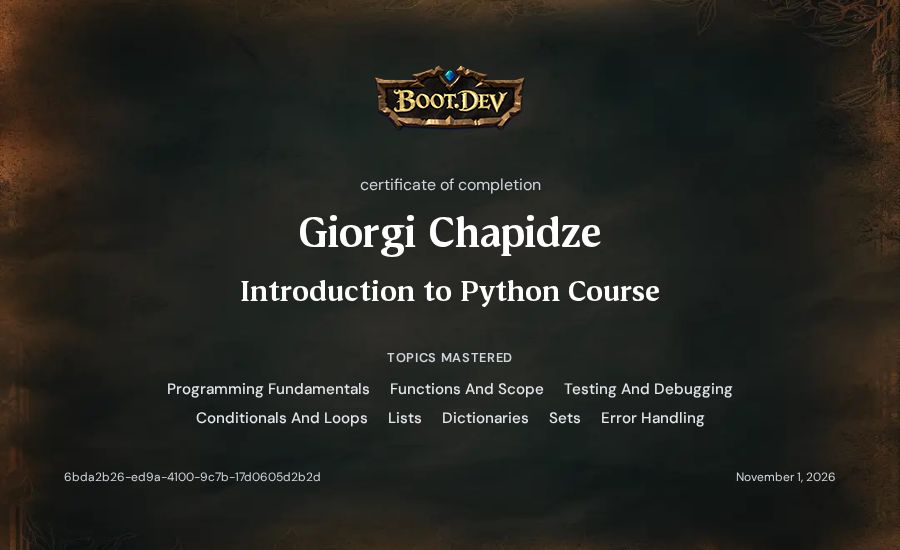 BOOT.DEV
certificate of completion
Giorgi Chapidze
Introduction to Python Course
TOPICS MASTERED
Programming Fundamentals Functions And Scope Testing And Debugging
Conditionals And Loops Lists Dictionaries Sets Error Handling
6bda2b26-ed9a-4100-9c7b-17d0605d2b2d November 1, 2026